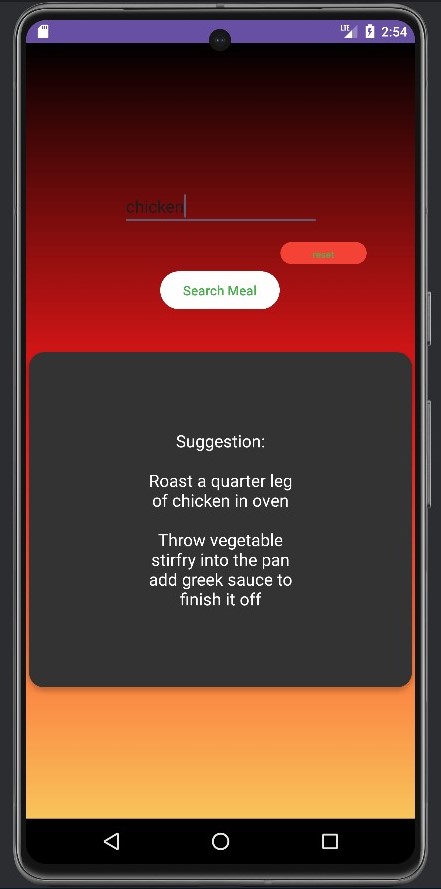 LTE 2:54
chicken
reset
Search Meal
Suggestion:
Roast a quarter leg
of chicken in oven
Throw vegetable
stirfry into the pan
add greek sauce to
finish it off